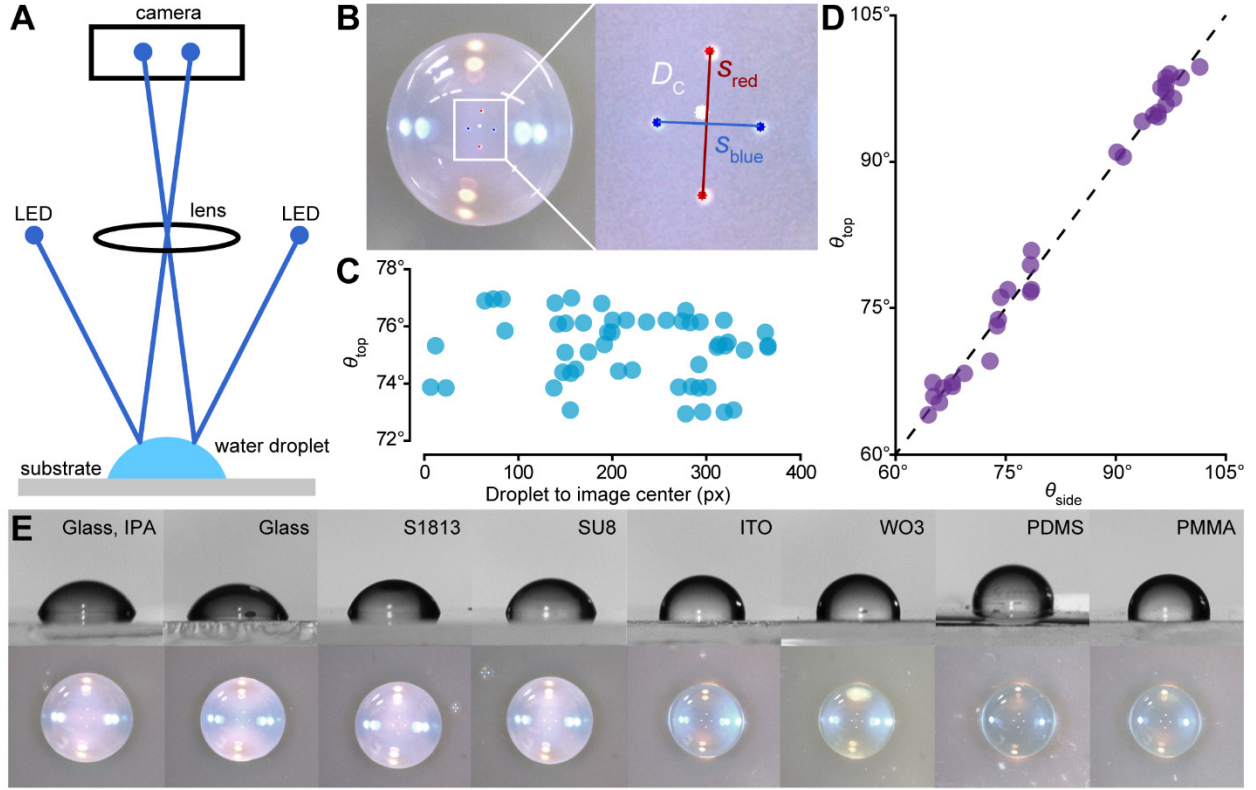 A
camera
LED
lens
LED
water droplet
substrate
B
D_C
s_red
s_blue
C
78°
76°
74°
72°
θ_top
0
100
200
300
400
Droplet to image center (px)
D
105°
90°
75°
60°
θ_top
60°
75°
90°
105°
θ_side
E
Glass, IPA
Glass
S1813
SU8
ITO
WO3
PDMS
PMMA